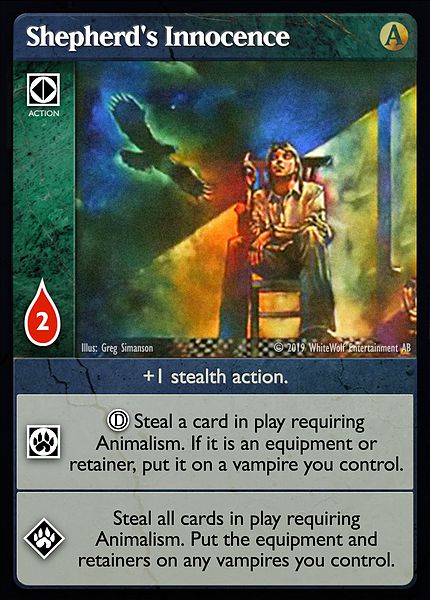 Shepherd's Innocence
A
ACTION
2
Illus: Greg Simanson
© 2019 WhiteWolf Entertainment AB
+1 stealth action.
Ⓓ Steal a card in play requiring
Animalism. If it is an equipment or
retainer, put it on a vampire you control.
Steal all cards in play requiring
Animalism. Put the equipment and
retainers on any vampires you control.